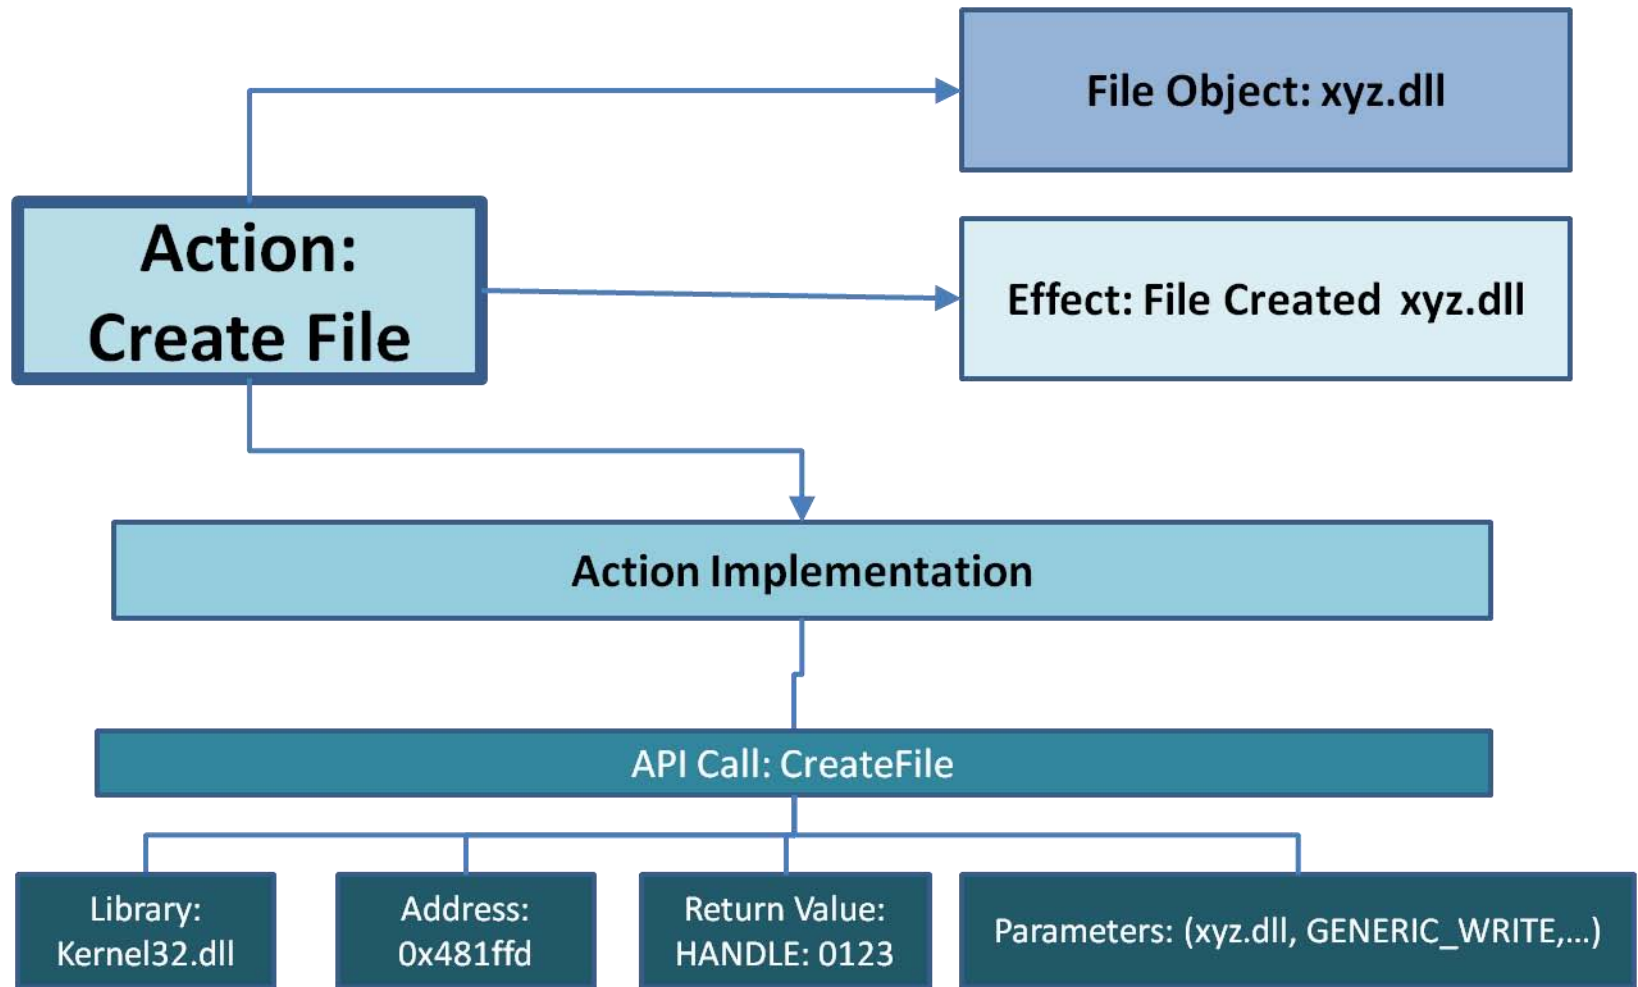 File Object: xyz.dll
Action:
Create File
Effect: File Created xyz.dll
Action Implementation
API Call: CreateFile
Library:
Kernel32.dll
Address:
0x481ffd
Return Value:
HANDLE: 0123
Parameters: (xyz.dll, GENERIC_WRITE,...)